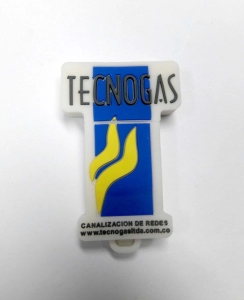 TECNOGAS
CANALIZACION DE REDES
www.tecnogasltda.com.co